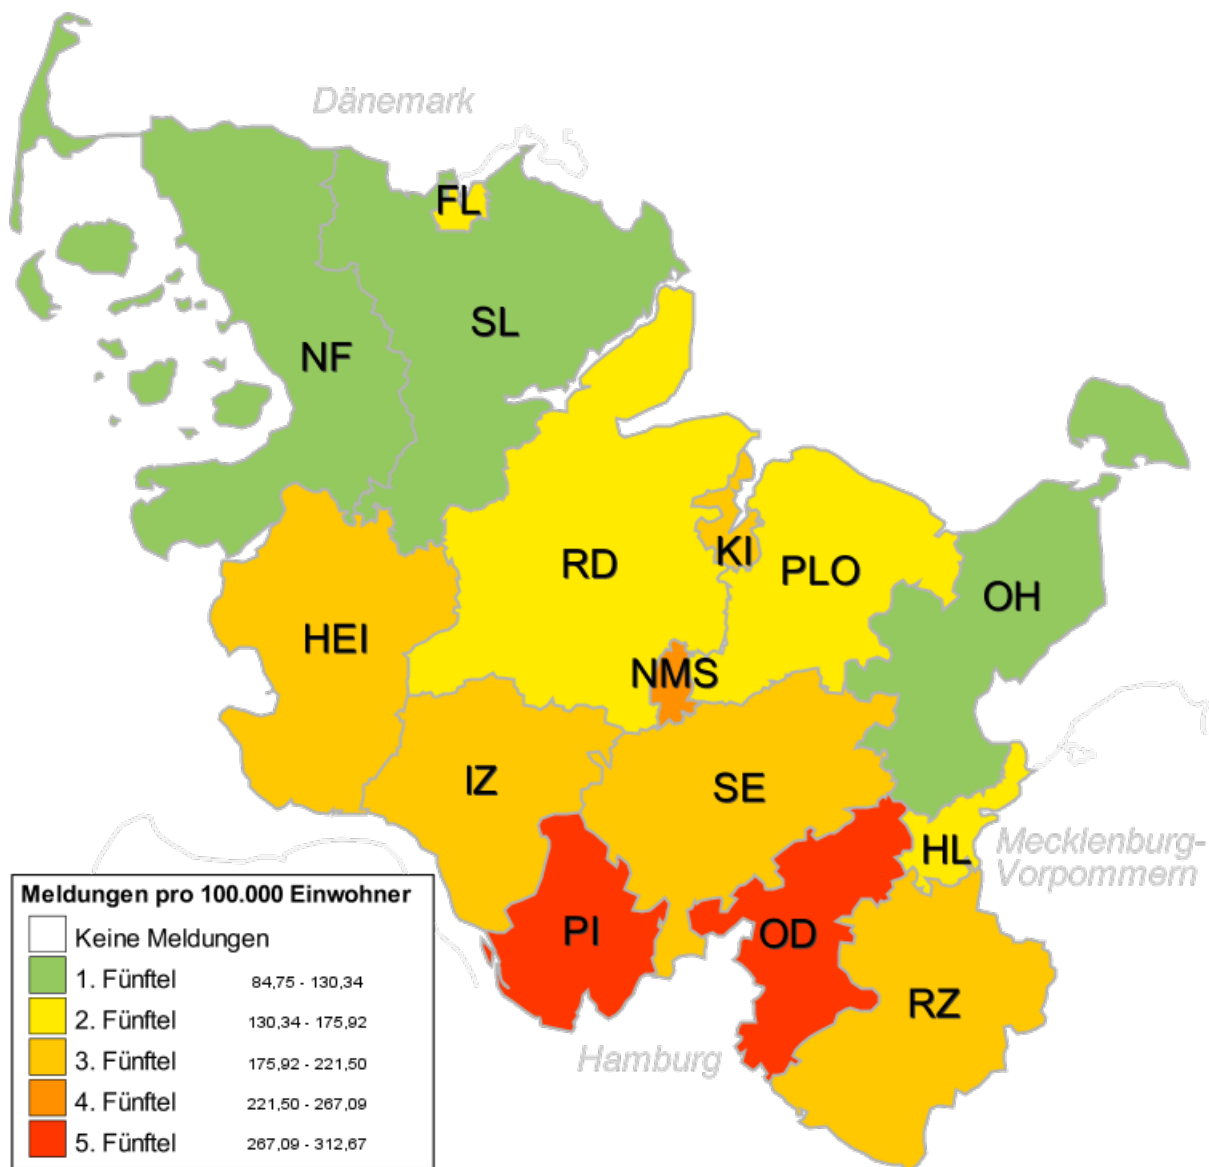 Dänemark
FL
SL
NF
RD
KI
PLO
OH
HEI
NMS
IZ
SE
HL
Mecklenburg-
Vorpommern
PI
OD
RZ
Hamburg
Meldungen pro 100.000 Einwohner
Keine Meldungen
1. Fünftel 84,75 - 130,34
2. Fünftel 130,34 - 175,92
3. Fünftel 175,92 - 221,50
4. Fünftel 221,50 - 267,09
5. Fünftel 267,09 - 312,67